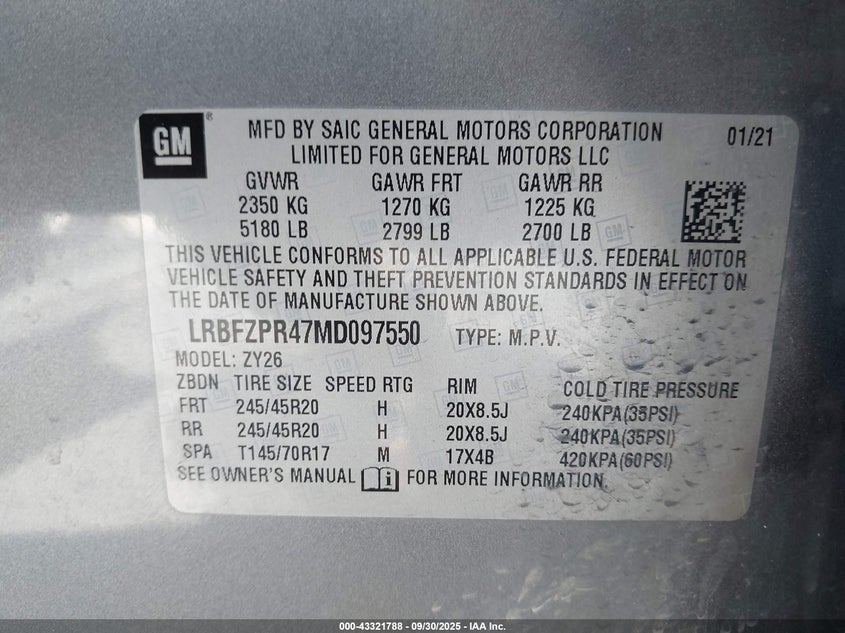 GM
MFD BY SAIC GENERAL MOTORS CORPORATION 01/21
LIMITED FOR GENERAL MOTORS LLC
GVWR GAWR FRT GAWR RR
2350 KG 1270 KG 1225 KG
5180 LB 2799 LB 2700 LB
THIS VEHICLE CONFORMS TO ALL APPLICABLE U.S. FEDERAL MOTOR
VEHICLE SAFETY AND THEFT PREVENTION STANDARDS IN EFFECT ON
THE DATE OF MANUFACTURE SHOWN ABOVE.
LRBFZPR47MD097550 TYPE: M.P.V.
MODEL: ZY26
ZBDN TIRE SIZE SPEED RTG RIM COLD TIRE PRESSURE
FRT 245/45R20 H 20X8.5J 240KPA(35PSI)
RR 245/45R20 H 20X8.5J 240KPA(35PSI)
SPA T145/70R17 M 17X4B 420KPA(60PSI)
SEE OWNER'S MANUAL FOR MORE INFORMATION.
000-43321788 - 09/30/2025 - IAA Inc.